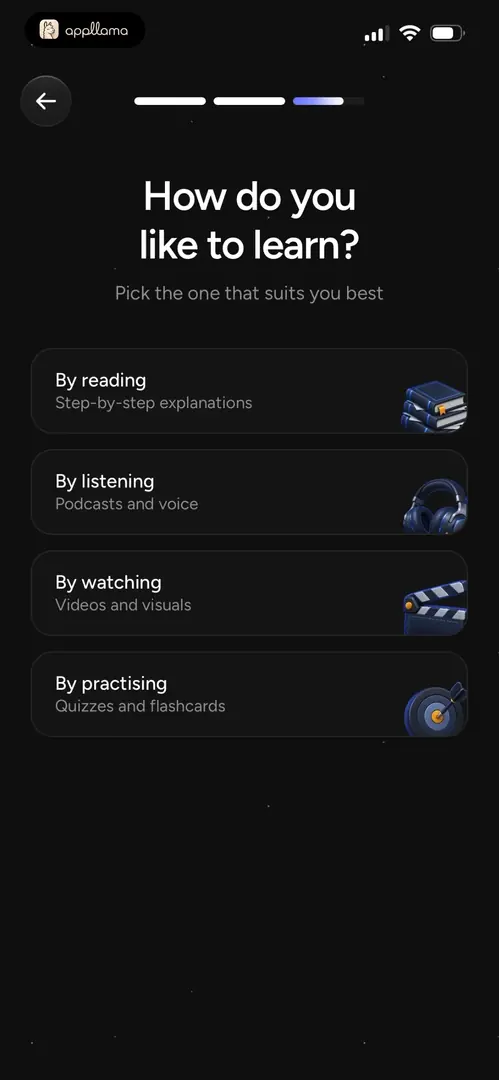 appllama
How do you
like to learn?
Pick the one that suits you best
By reading
Step-by-step explanations
By listening
Podcasts and voice
By watching
Videos and visuals
By practising
Quizzes and flashcards